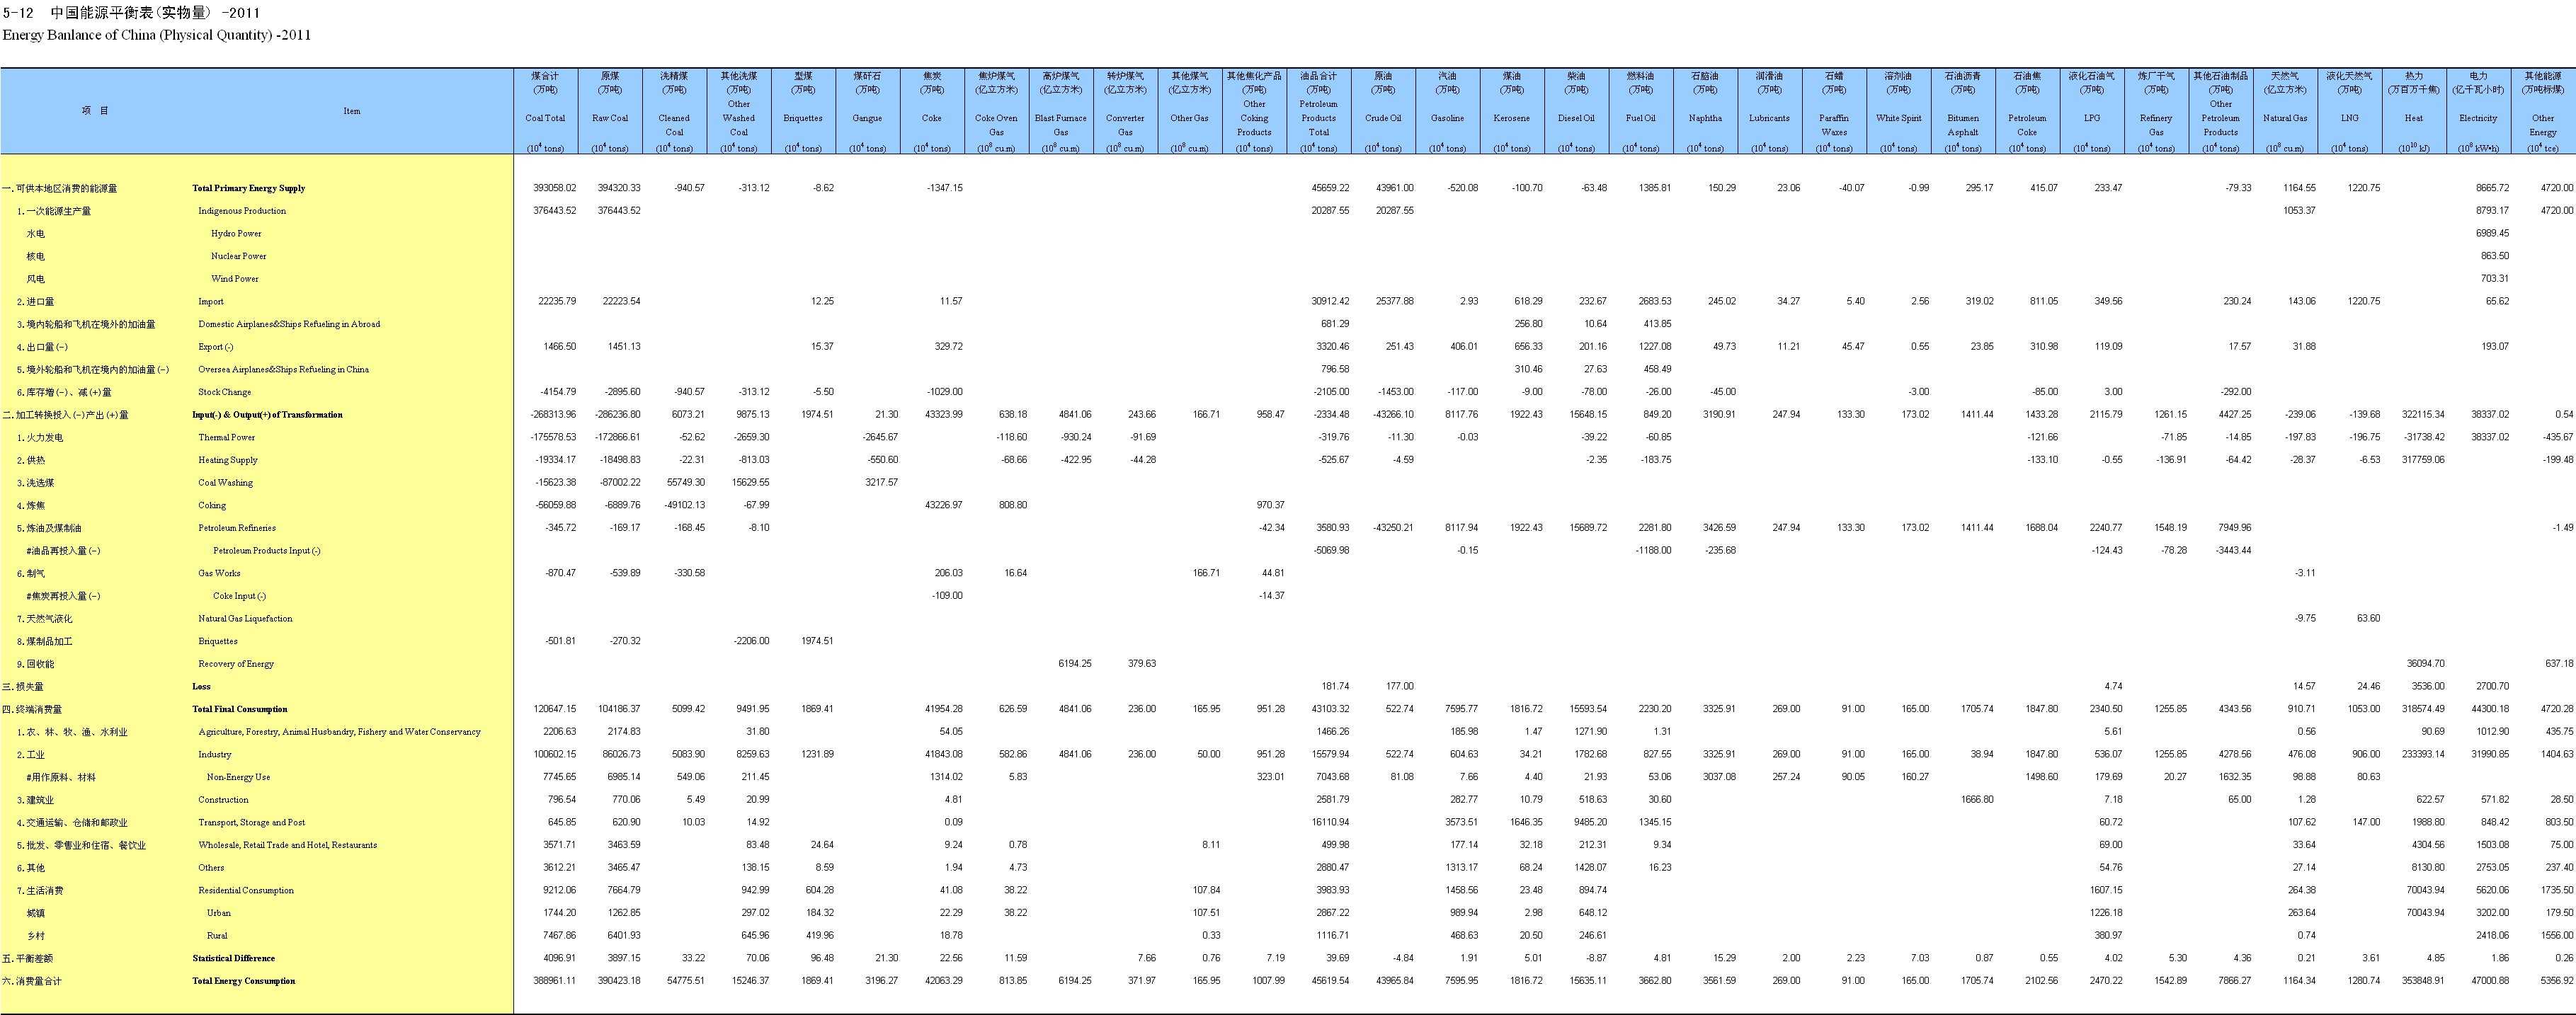 5-12 中国能源平衡表(实物量) -2011
Energy Banlance of China (Physical Quantity) -2011
项 目 Item
煤合计 (万吨) Coal Total (10⁴ tons)
原煤 (万吨) Raw Coal (10⁴ tons)
洗精煤 (万吨) Cleaned Coal (10⁴ tons)
其他洗煤 (万吨) Other Washed Coal (10⁴ tons)
型煤 (万吨) Briquettes (10⁴ tons)
煤矸石 (万吨) Gangue (10⁴ tons)
焦炭 (万吨) Coke (10⁴ tons)
焦炉煤气 (亿立方米) Coke Oven Gas (10⁸ cu.m)
高炉煤气 (亿立方米) Blast Furnace Gas (10⁸ cu.m)
转炉煤气 (亿立方米) Converter Gas (10⁸ cu.m)
其他煤气 (亿立方米) Other Gas (10⁸ cu.m)
其他焦化产品 (万吨) Other Coking Products (10⁴ tons)
油品合计 (万吨) Petroleum Products Total (10⁴ tons)
原油 (万吨) Crude Oil (10⁴ tons)
汽油 (万吨) Gasoline (10⁴ tons)
煤油 (万吨) Kerosene (10⁴ tons)
柴油 (万吨) Diesel Oil (10⁴ tons)
燃料油 (万吨) Fuel Oil (10⁴ tons)
石脑油 (万吨) Naphtha (10⁴ tons)
润滑油 (万吨) Lubricants (10⁴ tons)
石蜡 (万吨) Paraffin Waxes (10⁴ tons)
溶剂油 (万吨) White Spirit (10⁴ tons)
石油沥青 (万吨) Bitumen Asphalt (10⁴ tons)
石油焦 (万吨) Petroleum Coke (10⁴ tons)
液化石油气 (万吨) LPG (10⁴ tons)
炼厂干气 (万吨) Refinery Gas (10⁴ tons)
其他石油制品 (万吨) Other Petroleum Products (10⁴ tons)
天然气 (亿立方米) Natural Gas (10⁸ cu.m)
液化天然气 (万吨) LNG (10⁴ tons)
热力 (万百万千焦) Heat (10¹⁰ kJ)
电力 (亿千瓦小时) Electricity (10⁸ kW•h)
其他能源 (万吨标煤) Other Energy (10⁴ tce)
一.可供本地区消费的能源量 Total Primary Energy Supply 393058.02 394320.33 -940.57 -313.12 -8.62 -1347.15 45659.22 43961.00 -520.08 -100.70 -63.48 1385.81 150.29 23.06 -40.07 -0.99 295.17 415.07 233.47 -79.33 1164.55 1220.75 8665.72 4720.00
1.一次能源生产量 Indigenous Production 376443.52 376443.52 20287.55 20287.55 1053.37 8793.17 4720.00
水电 Hydro Power 6989.45
核电 Nuclear Power 863.50
风电 Wind Power 703.31
2.进口量 Import 22235.79 22223.54 12.25 11.57 30912.42 25377.88 2.93 618.29 232.67 2683.53 245.02 34.27 5.40 2.56 319.02 811.05 349.56 230.24 143.06 1220.75 65.62
3.境内轮船和飞机在境外的加油量 Domestic Airplanes&Ships Refueling in Abroad 681.29 256.80 10.64 413.85
4.出口量(-) Export (-) 1466.50 1451.13 15.37 329.72 3320.46 251.43 406.01 656.33 201.16 1227.08 49.73 11.21 45.47 0.55 23.85 310.98 119.09 17.57 31.88 193.07
5.境外轮船和飞机在境内的加油量(-) Oversea Airplanes&Ships Refueling in China 796.58 310.46 27.63 458.49
6.库存增(-)、减(+)量 Stock Change -4154.79 -2895.60 -940.57 -313.12 -5.50 -1029.00 -2105.00 -1453.00 -117.00 -9.00 -78.00 -26.00 -45.00 -3.00 -85.00 3.00 -292.00
二.加工转换投入(-)产出(+)量 Input(-) & Output(+) of Transformation -268313.96 -286236.80 6073.21 9875.13 1974.51 21.30 43323.99 638.18 4841.06 243.66 166.71 958.47 -2334.48 -43266.10 8117.76 1922.43 15648.15 849.20 3190.91 247.94 133.30 173.02 1411.44 1433.28 2115.79 1261.15 4427.25 -239.06 -139.68 322115.34 38337.02 0.54
1.火力发电 Thermal Power -175578.53 -172866.61 -52.62 -2659.30 -2645.67 -118.60 -930.24 -91.69 -319.76 -11.30 -0.03 -39.22 -60.85 -121.66 -71.85 -14.85 -197.83 -196.75 -31738.42 38337.02 -435.67
2.供热 Heating Supply -19334.17 -18498.83 -22.31 -813.03 -550.60 -68.66 -422.95 -44.28 -525.67 -4.59 -2.35 -183.75 -133.10 -0.55 -136.91 -64.42 -28.37 -6.53 317759.06 -199.48
3.洗选煤 Coal Washing -15623.38 -87002.22 55749.30 15629.55 3217.57
4.炼焦 Coking -56059.88 -6889.76 -49102.13 -67.99 43226.97 808.80 970.37
5.炼油及煤制油 Petroleum Refineries -345.72 -169.17 -168.45 -8.10 -42.34 3580.93 -43250.21 8117.94 1922.43 15689.72 2281.80 3426.59 247.94 133.30 173.02 1411.44 1688.04 2240.77 1548.19 7949.96 -1.49
#油品再投入量(-) Petroleum Products Input (-) -5069.98 -0.15 -1188.00 -235.68 -124.43 -78.28 -3443.44
6.制气 Gas Works -870.47 -539.89 -330.58 206.03 16.64 166.71 44.81 -3.11
#焦炭再投入量(-) Coke Input (-) -109.00 -14.37
7.天然气液化 Natural Gas Liquefaction -9.75 63.60
8.煤制品加工 Briquettes -501.81 -270.32 -2206.00 1974.51
9.回收能 Recovery of Energy 6194.25 379.63 36094.70 637.18
三.损失量 Loss 181.74 177.00 4.74 14.57 24.46 3536.00 2700.70
四.终端消费量 Total Final Consumption 120647.15 104186.37 5099.42 9491.95 1869.41 41954.28 626.59 4841.06 236.00 165.95 951.28 43103.32 522.74 7595.77 1816.72 15593.54 2230.20 3325.91 269.00 91.00 165.00 1705.74 1847.80 2340.50 1255.85 4343.56 910.71 1053.00 318574.49 44300.18 4720.28
1.农、林、牧、渔、水利业 Agriculture, Forestry, Animal Husbandry, Fishery and Water Conservancy 2206.63 2174.83 31.80 54.05 1466.26 185.98 1.47 1271.90 1.31 5.61 0.56 90.69 1012.90 435.75
2.工业 Industry 100602.15 86026.73 5083.90 8259.63 1231.89 41843.08 582.86 4841.06 236.00 50.00 951.28 15579.94 522.74 604.63 34.21 1782.68 827.55 3325.91 269.00 91.00 165.00 38.94 1847.80 536.07 1255.85 4278.56 476.08 906.00 233393.14 31990.85 1404.63
#用作原料、材料 Non-Energy Use 7745.65 6985.14 549.06 211.45 1314.02 5.83 323.01 7043.68 81.08 7.66 4.40 21.93 53.06 3037.08 257.24 90.05 160.27 1498.60 179.69 20.27 1632.35 98.88 80.63
3.建筑业 Construction 796.54 770.06 5.49 20.99 4.81 2581.79 282.77 10.79 518.63 30.60 1666.80 7.18 65.00 1.28 622.57 571.82 28.50
4.交通运输、仓储和邮政业 Transport, Storage and Post 645.85 620.90 10.03 14.92 0.09 16110.94 3573.51 1646.35 9485.20 1345.15 60.72 107.62 147.00 1988.80 848.42 803.50
5.批发、零售业和住宿、餐饮业 Wholesale, Retail Trade and Hotel, Restaurants 3571.71 3463.59 83.48 24.64 9.24 0.78 8.11 499.98 177.14 32.18 212.31 9.34 69.00 33.64 4304.56 1503.08 75.00
6.其他 Others 3612.21 3465.47 138.15 8.59 1.94 4.73 2880.47 1313.17 68.24 1428.07 16.23 54.76 27.14 8130.80 2753.05 237.40
7.生活消费 Residential Consumption 9212.06 7664.79 942.99 604.28 41.08 38.22 107.84 3983.93 1458.56 23.48 894.74 1607.15 264.38 70043.94 5620.06 1735.50
城镇 Urban 1744.20 1262.85 297.02 184.32 22.29 38.22 107.51 2867.22 989.94 2.98 648.12 1226.18 263.64 70043.94 3202.00 179.50
乡村 Rural 7467.86 6401.93 645.96 419.96 18.78 0.33 1116.71 468.63 20.50 246.61 380.97 0.74 2418.06 1556.00
五.平衡差额 Statistical Difference 4096.91 3897.15 33.22 70.06 96.48 21.30 22.56 11.59 7.66 0.76 7.19 39.69 -4.84 1.91 5.01 -8.87 4.81 15.29 2.00 2.23 7.03 0.87 0.55 4.02 5.30 4.36 0.21 3.61 4.85 1.86 0.26
六.消费量合计 Total Energy Consumption 388961.11 390423.18 54775.51 15246.37 1869.41 3196.27 42063.29 813.85 6194.25 371.97 165.95 1007.99 45619.54 43965.84 7595.95 1816.72 15635.11 3662.80 3561.59 269.00 91.00 165.00 1705.74 2102.56 2470.22 1542.89 7866.27 1164.34 1280.74 353848.91 47000.88 5356.92